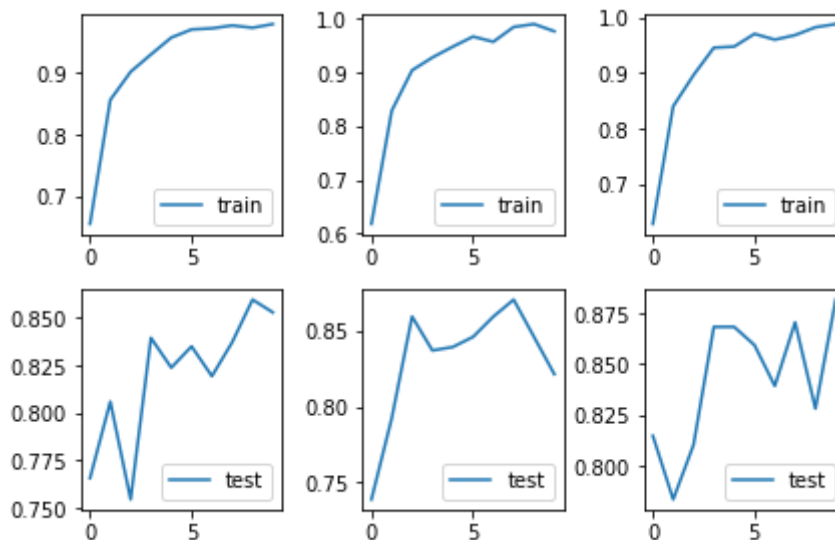 0.9 0.8 0.7 train 0 5
1.0 0.9 0.8 0.7 0.6 train 0 5
1.0 0.9 0.8 0.7 train 0 5
0.850 0.825 0.800 0.775 0.750 test 0 5
0.85 0.80 0.75 test 0 5
0.875 0.850 0.825 0.800 test 0 5